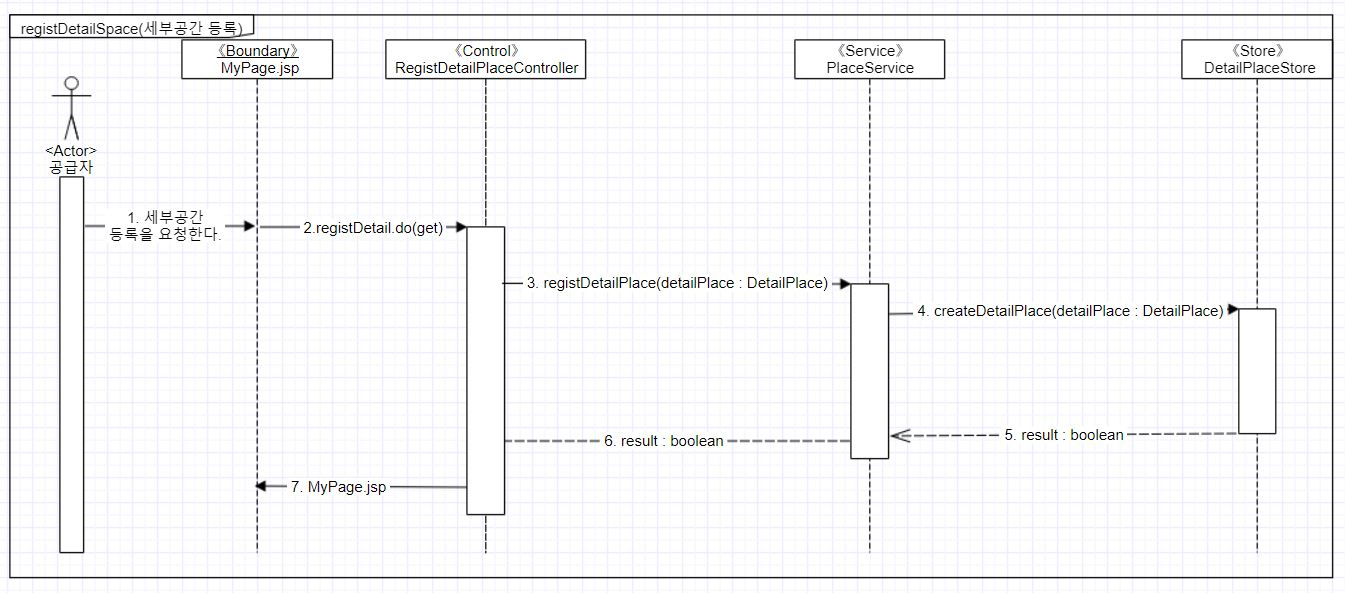 registDetailSpace(세부공간 등록)
《Boundary》
MyPage.jsp
《Control》
RegistDetailPlaceController
《Service》
PlaceService
《Store》
DetailPlaceStore
<Actor>
공급자
1. 세부공간
등록을 요청한다.
2.registDetail.do(get)
3. registDetailPlace(detailPlace : DetailPlace)
4. createDetailPlace(detailPlace : DetailPlace)
5. result : boolean
6. result : boolean
7. MyPage.jsp